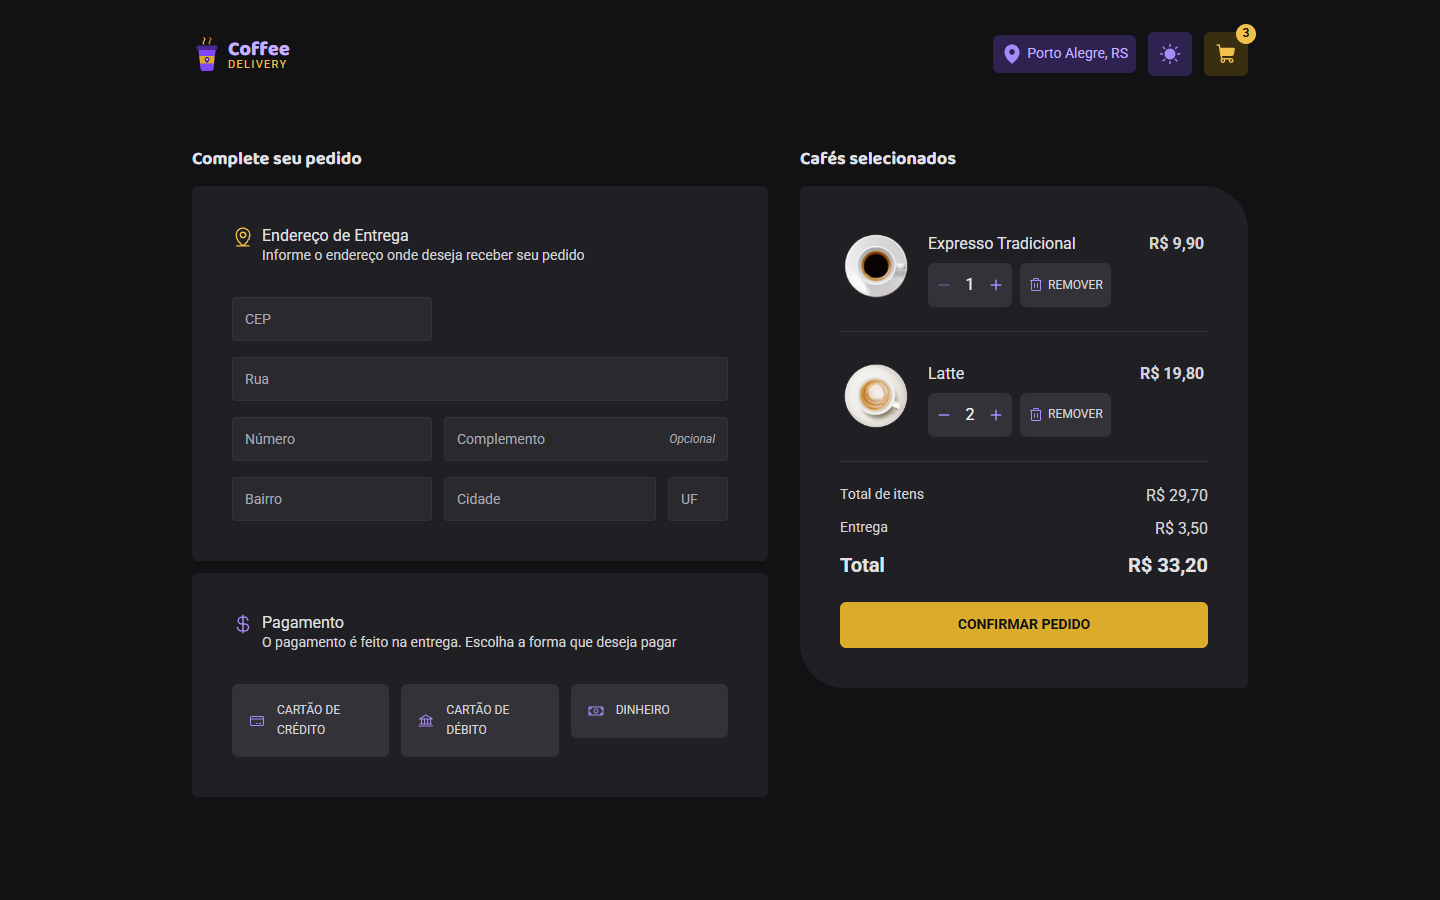 Coffee
DELIVERY
Porto Alegre, RS
3
Complete seu pedido
Endereço de Entrega
Informe o endereço onde deseja receber seu pedido
CEP
Rua
Número
Complemento
Opcional
Bairro
Cidade
UF
Pagamento
O pagamento é feito na entrega. Escolha a forma que deseja pagar
CARTÃO DE
CRÉDITO
CARTÃO DE
DÉBITO
DINHEIRO
Cafés selecionados
Expresso Tradicional
R$ 9,90
1
REMOVER
Latte
R$ 19,80
2
REMOVER
Total de itens
R$ 29,70
Entrega
R$ 3,50
Total
R$ 33,20
CONFIRMAR PEDIDO